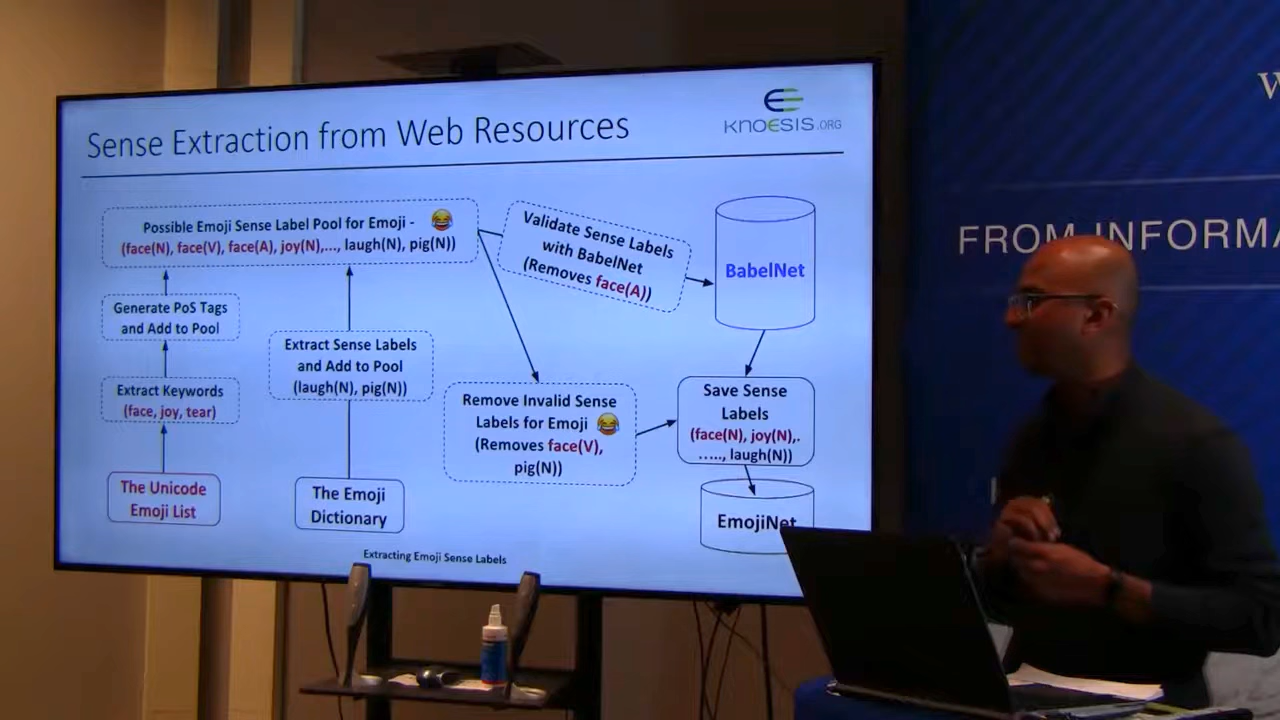 Sense Extraction from Web Resources
KNOESIS.ORG
Possible Emoji Sense Label Pool for Emoji - 😂
(face(N), face(V), face(A), joy(N),..., laugh(N), pig(N))
Validate Sense Labels
with BabelNet
(Removes face(A))
BabelNet
Generate PoS Tags
and Add to Pool
Extract Sense Labels
and Add to Pool
(laugh(N), pig(N))
Extract Keywords
(face, joy, tear)
Remove Invalid Sense
Labels for Emoji 😂
(Removes face(V),
pig(N))
Save Sense
Labels
(face(N), joy(N),.
....., laugh(N))
The Unicode
Emoji List
The Emoji
Dictionary
EmojiNet
Extracting Emoji Sense Labels
W
FROM INFORMA